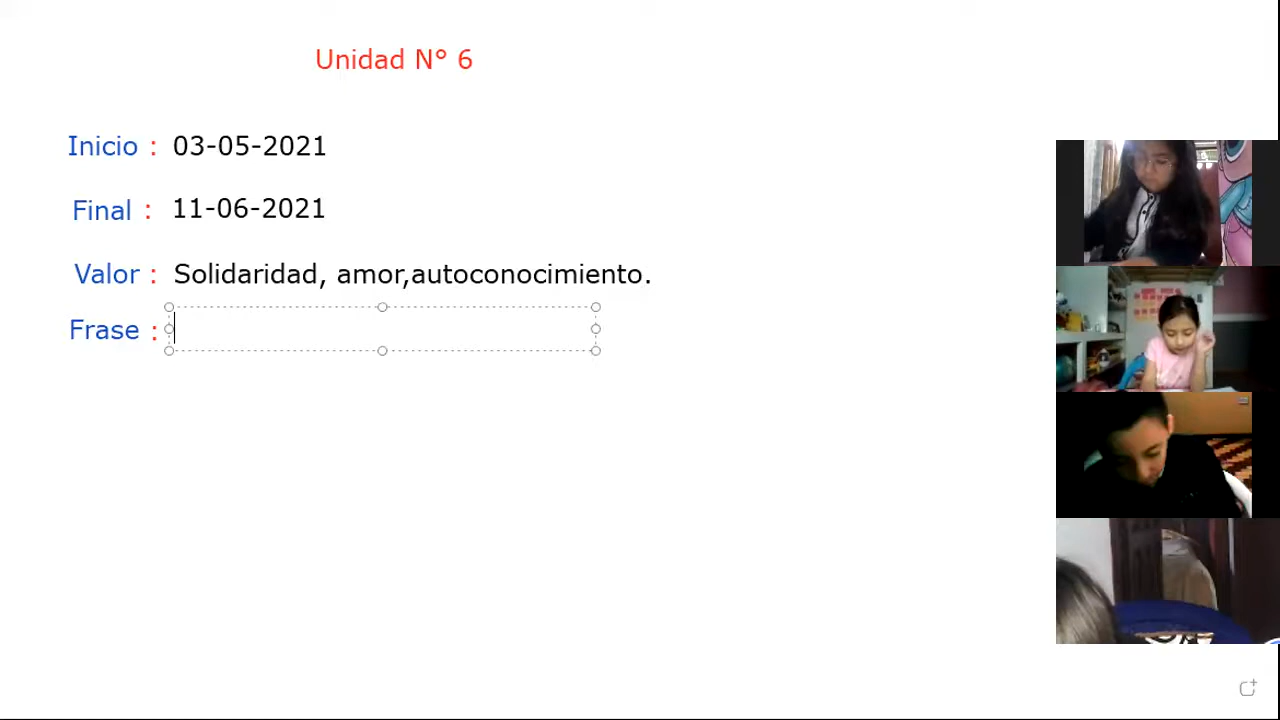 Unidad N° 6
Inicio : 03-05-2021
Final : 11-06-2021
Valor : Solidaridad, amor,autoconocimiento.
Frase :